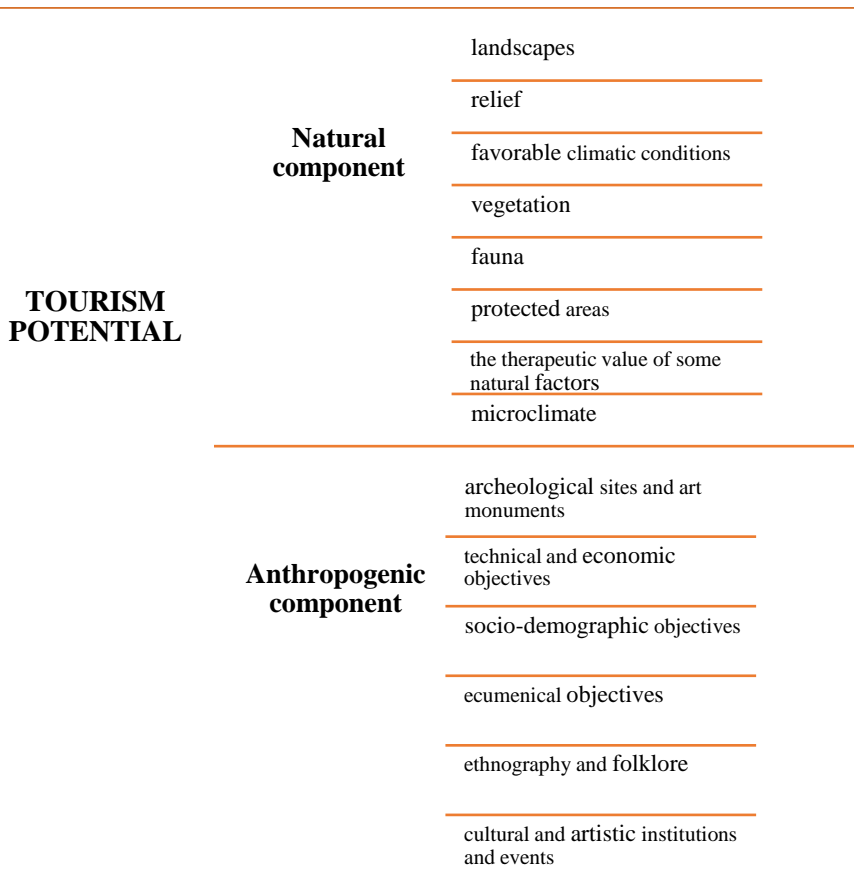 TOURISM
POTENTIAL
Natural
component
landscapes
relief
favorable climatic conditions
vegetation
fauna
protected areas
the therapeutic value of some
natural factors
microclimate
Anthropogenic
component
archeological sites and art
monuments
technical and economic
objectives
socio-demographic objectives
ecumenical objectives
ethnography and folklore
cultural and artistic institutions
and events